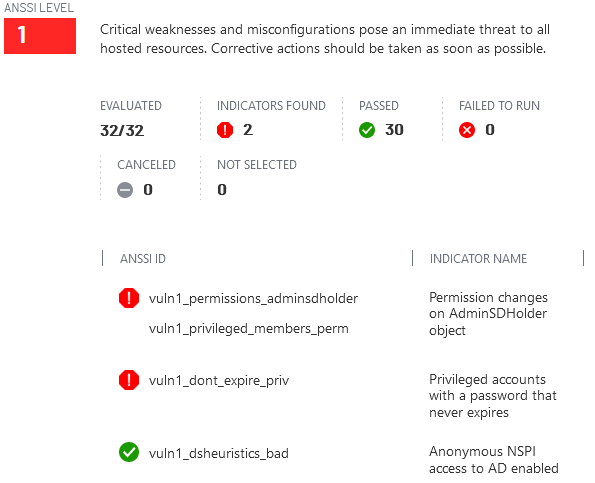 ANSSI LEVEL
1
Critical weaknesses and misconfigurations pose an immediate threat to all
hosted resources. Corrective actions should be taken as soon as possible.
EVALUATED
32/32
INDICATORS FOUND
2
PASSED
30
FAILED TO RUN
0
CANCELED
0
NOT SELECTED
0
ANSSI ID
INDICATOR NAME
vuln1_permissions_adminsdholder
vuln1_privileged_members_perm
Permission changes
on AdminSDHolder
object
vuln1_dont_expire_priv
Privileged accounts
with a password that
never expires
vuln1_dsheuristics_bad
Anonymous NSPI
access to AD enabled